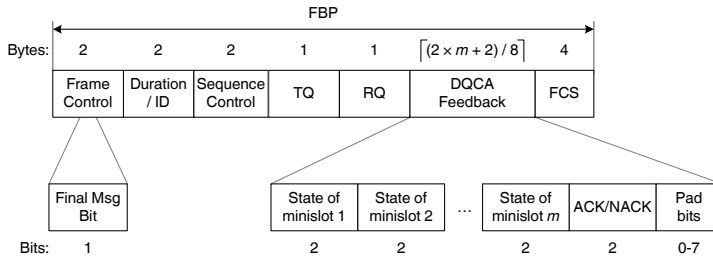 FBP
Bytes: 2 2 2 1 1 ⌈(2 × m + 2) / 8⌉ 4
Frame Control
Duration / ID
Sequence Control
TQ
RQ
DQCA Feedback
FCS
Final Msg Bit
State of minislot 1
State of minislot 2
...
State of minislot m
ACK/NACK
Pad bits
Bits: 1 2 2 2 2 0-7